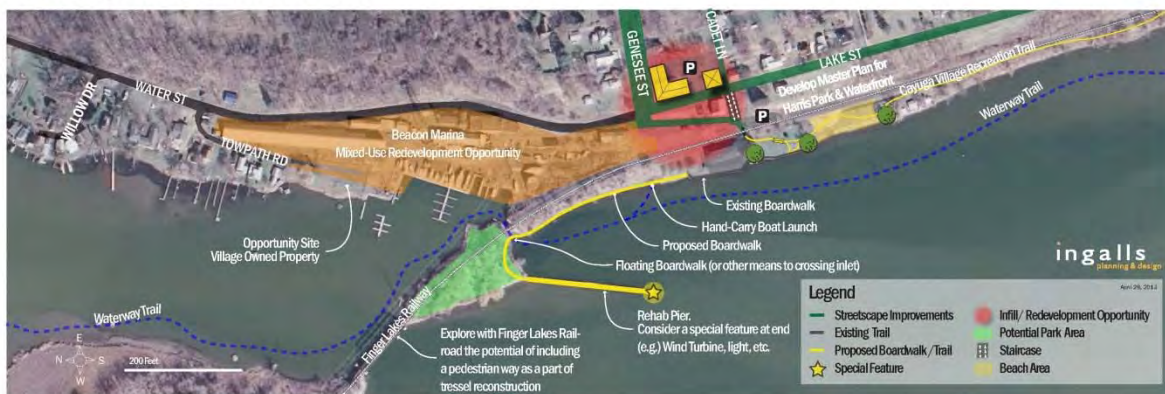 WILLOW DR
WATER ST
TOWPATH RD
Beacon Marina
Mixed-Use Redevelopment Opportunity
GENESEE ST
CADET LN
P
LAKE ST
Develop Master Plan for
Harris Park & Waterfront
P
Cayuga Village Recreation Trail
Waterway Trail
Existing Boardwalk
Hand-Carry Boat Launch
Proposed Boardwalk
Floating Boardwalk (or other means to crossing inlet)
Opportunity Site
Village Owned Property
Waterway Trail
Finger Lakes Railway
Rehab Pier.
Consider a special feature at end
(e.g.) Wind Turbine, light, etc.
Explore with Finger Lakes Rail-
road the potential of including
a pedestrian way as a part of
tressel reconstruction
N
E
S
W
200 Feet
ingalls
planning & design
April 26, 2013
Legend
Streetscape Improvements
Existing Trail
Proposed Boardwalk / Trail
Special Feature
Infill / Redevelopment Opportunity
Potential Park Area
Staircase
Beach Area